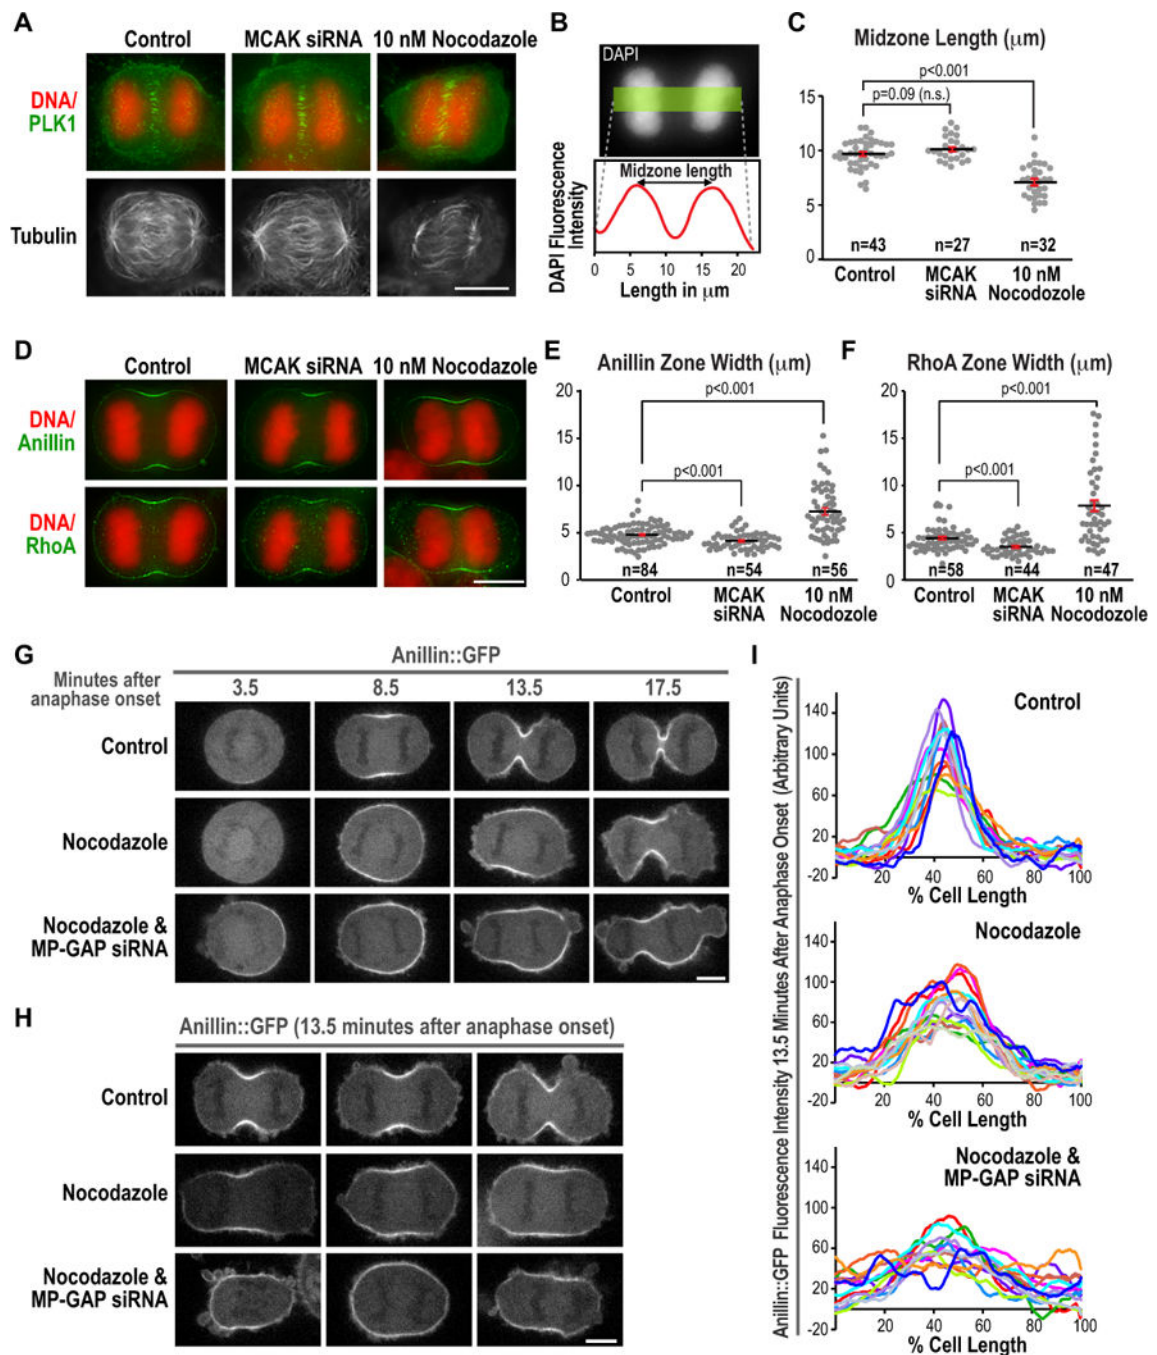 A
Control
MCAK siRNA
10 nM Nocodazole
DNA/
PLK1
Tubulin
B
DAPI
Midzone length
DAPI Fluorescence
Intensity
0
5
10
15
20
Length in μm
C
Midzone Length (μm)
p<0.001
p=0.09 (n.s.)
15
10
5
0
n=43
n=27
n=32
Control
MCAK
siRNA
10 nM
Nocodozole
D
Control
MCAK siRNA
10 nM Nocodazole
DNA/
Anillin
DNA/
RhoA
E
Anillin Zone Width (μm)
20
15
10
5
0
p<0.001
p<0.001
n=84
n=54
n=56
Control
MCAK
siRNA
10 nM
Nocodozole
F
RhoA Zone Width (μm)
20
15
10
5
0
p<0.001
p<0.001
n=58
n=44
n=47
Control
MCAK
siRNA
10 nM
Nocodozole
G
Anillin::GFP
Minutes after
anaphase onset
3.5
8.5
13.5
17.5
Control
Nocodazole
Nocodazole &
MP-GAP siRNA
H
Anillin::GFP (13.5 minutes after anaphase onset)
Control
Nocodazole
Nocodazole &
MP-GAP siRNA
I
Anillin::GFP Fluorescence Intensity 13.5 Minutes After Anaphase Onset (Arbitrary Units)
Control
140
100
60
20
-20
20
40
60
80
100
% Cell Length
Nocodazole
140
100
60
20
-20
20
40
60
80
100
% Cell Length
Nocodazole &
MP-GAP siRNA
140
100
60
20
-20
20
40
60
80
100
% Cell Length